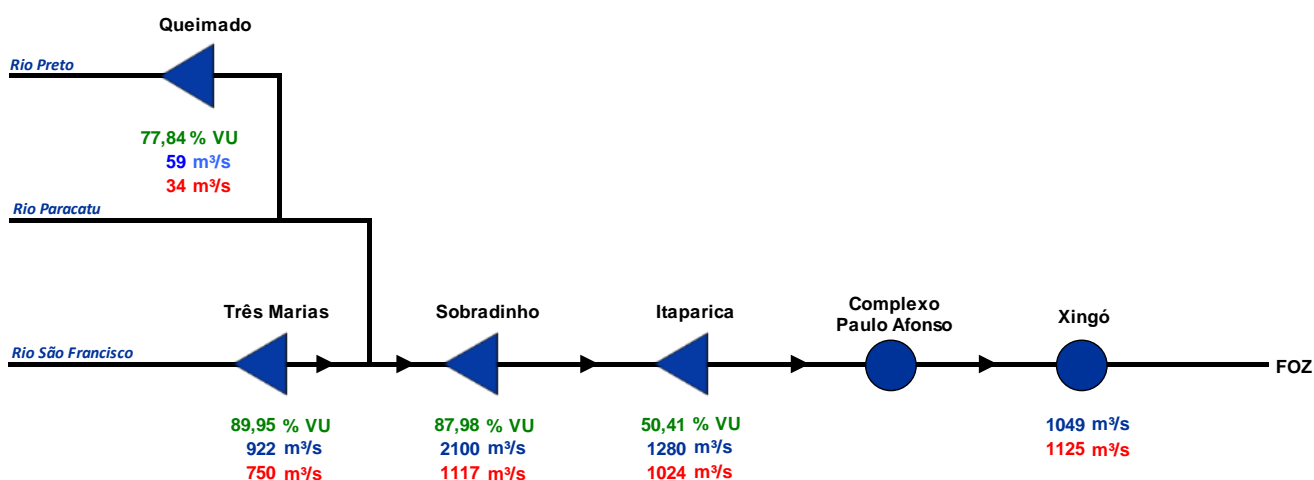 Queimado
Rio Preto
77,84 % VU
59 m³/s
34 m³/s
Rio Paracatu
Três Marias
Sobradinho
Itaparica
Complexo
Paulo Afonso
Xingó
Rio São Francisco
FOZ
89,95 % VU
922 m³/s
750 m³/s
87,98 % VU
2100 m³/s
1117 m³/s
50,41 % VU
1280 m³/s
1024 m³/s
1049 m³/s
1125 m³/s